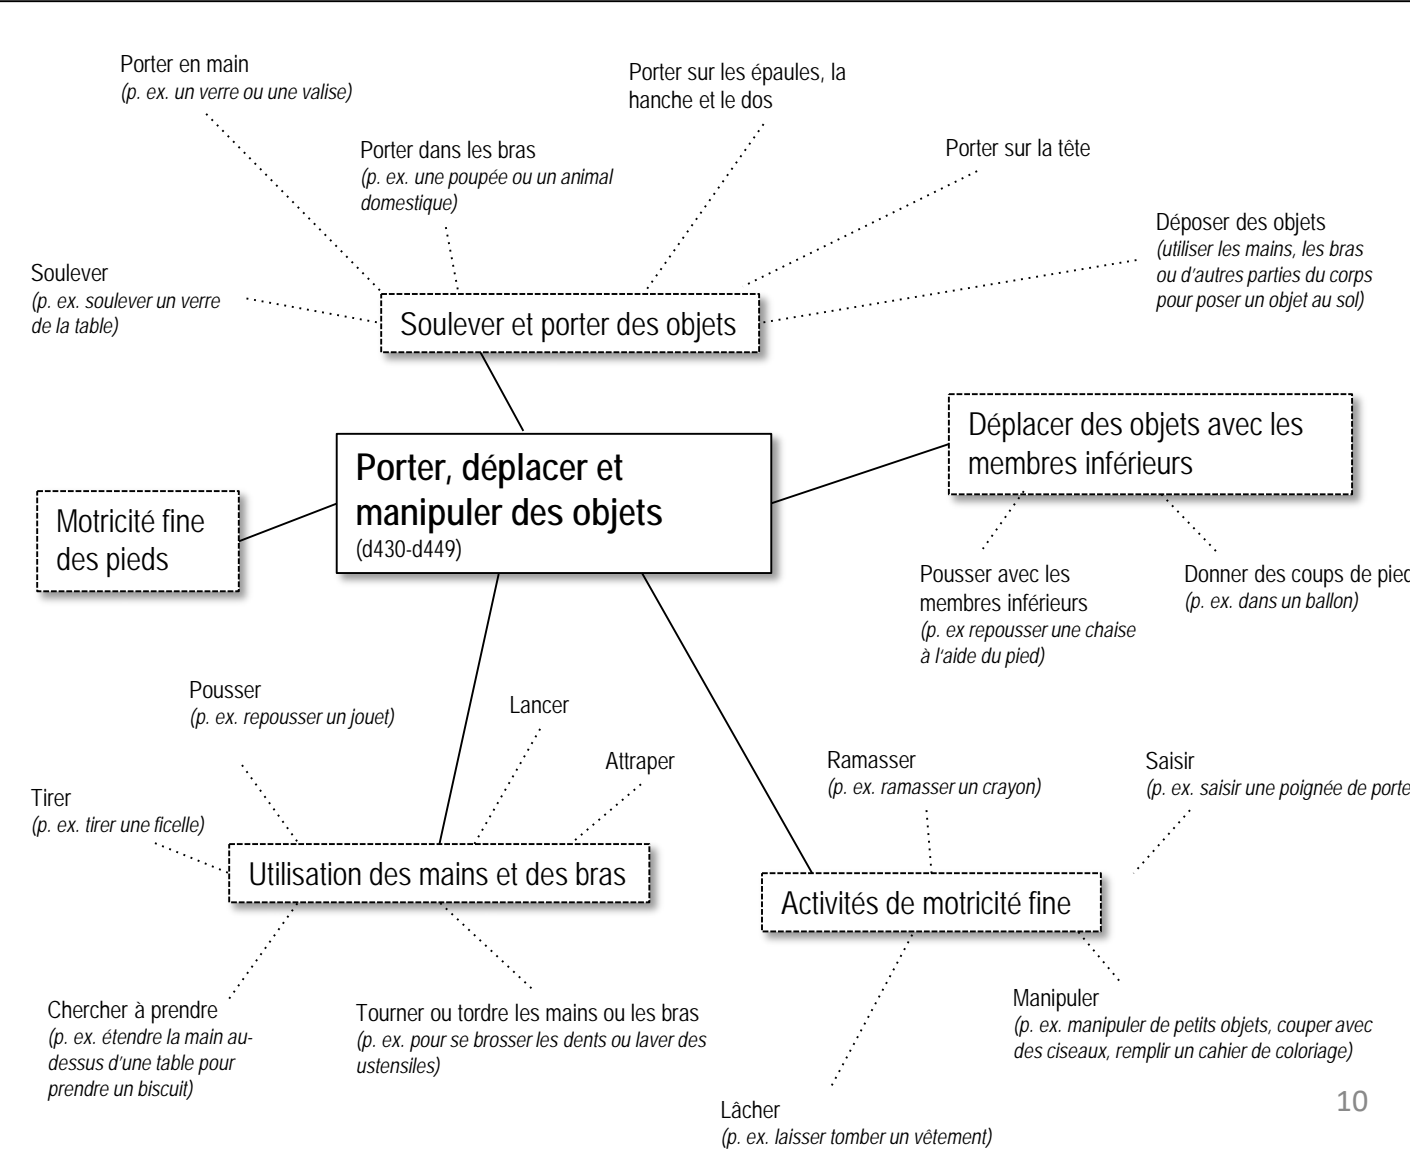 Porter en main
(p. ex. un verre ou une valise)
Porter sur les épaules, la
hanche et le dos
Porter dans les bras
(p. ex. une poupée ou un animal
domestique)
Porter sur la tête
Déposer des objets
(utiliser les mains, les bras
ou d'autres parties du corps
pour poser un objet au sol)
Soulever
(p. ex. soulever un verre
de la table)
Soulever et porter des objets
Déplacer des objets avec les
membres inférieurs
Porter, déplacer et
manipuler des objets
(d430-d449)
Motricité fine
des pieds
Pousser avec les
membres inférieurs
(p. ex repousser une chaise
à l'aide du pied)
Donner des coups de pied
(p. ex. dans un ballon)
Pousser
(p. ex. repousser un jouet)
Lancer
Attraper
Tirer
(p. ex. tirer une ficelle)
Ramasser
(p. ex. ramasser un crayon)
Saisir
(p. ex. saisir une poignée de porte
Utilisation des mains et des bras
Activités de motricité fine
Chercher à prendre
(p. ex. étendre la main au-
dessus d'une table pour
prendre un biscuit)
Tourner ou tordre les mains ou les bras
(p. ex. pour se brosser les dents ou laver des
ustensiles)
Manipuler
(p. ex. manipuler de petits objets, couper avec
des ciseaux, remplir un cahier de coloriage)
Lâcher
(p. ex. laisser tomber un vêtement)
10